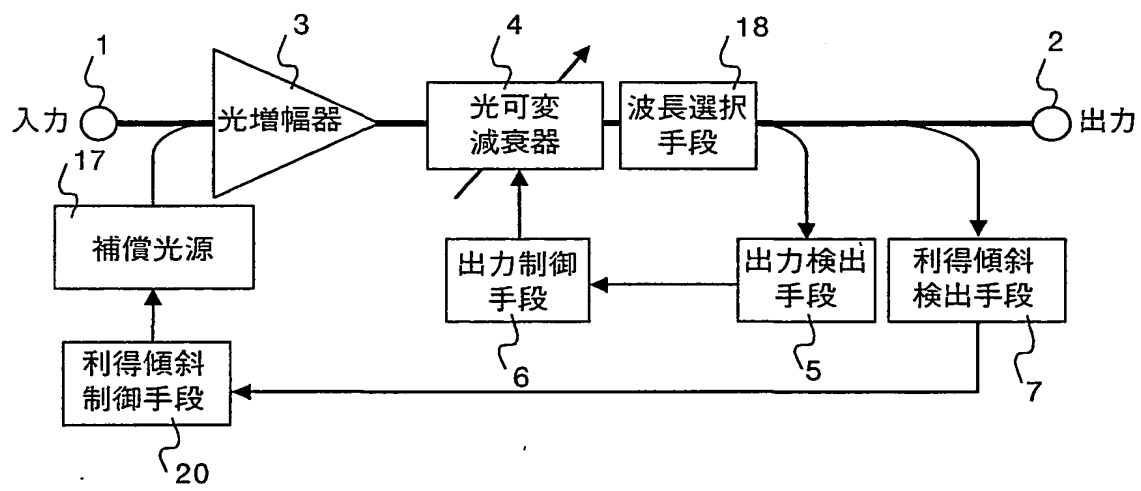 1
3
4
18
2
入力
光増幅器
光可変
減衰器
波長選択
手段
出力
17
補償光源
出力制御
手段
出力検出
手段
利得傾斜
検出手段
利得傾斜
制御手段
6
5
7
20